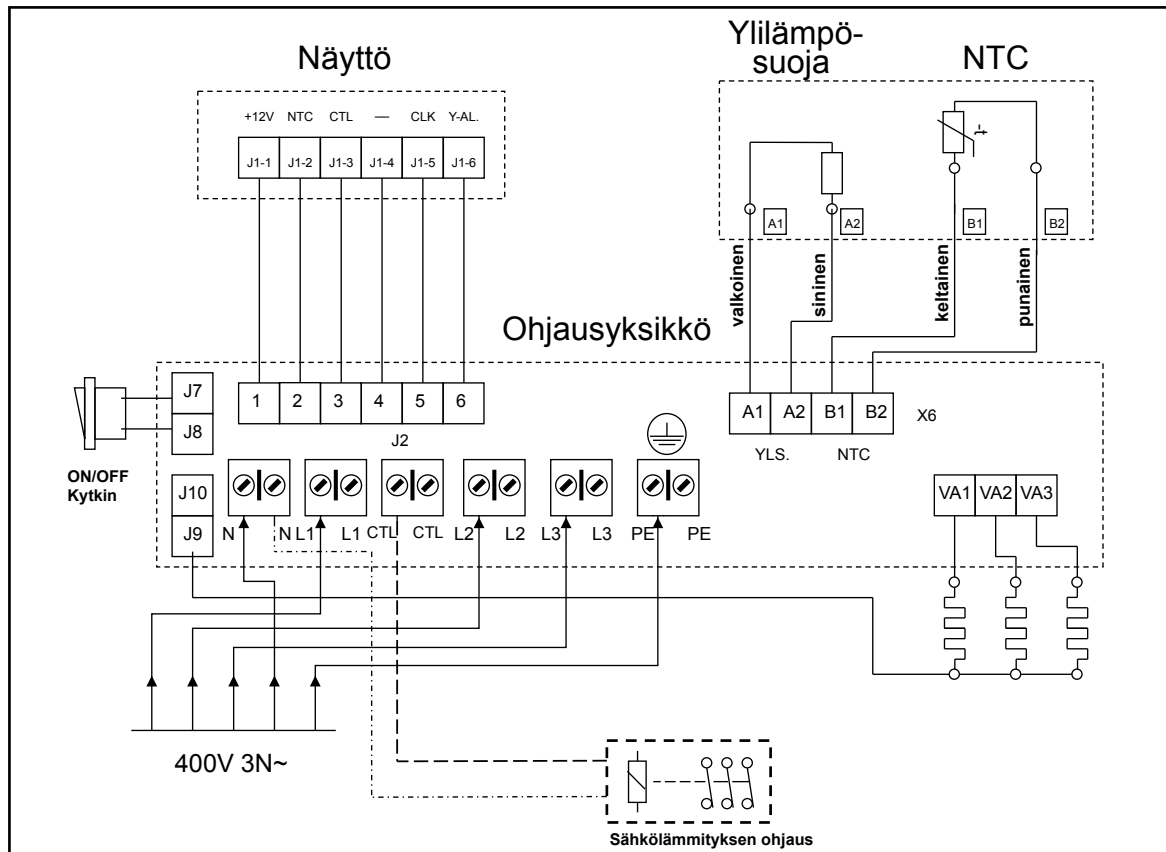 Näyttö
Ylilämpö-
suoja
NTC
+12V NTC CTL — CLK Y-AL.
J1-1 J1-2 J1-3 J1-4 J1-5 J1-6
-t
A1 A2 B1 B2
valkoinen
sininen
keltainen
punainen
Ohjausyksikkö
J7
J8
1 2 3 4 5 6
J2
A1 A2 B1 B2 X6
YLS. NTC
ON/OFF
Kytkin
J10
J9
N N L1 L1 CTL CTL L2 L2 L3 L3 PE PE
VA1 VA2 VA3
400V 3N~
Sähkölämmityksen ohjaus